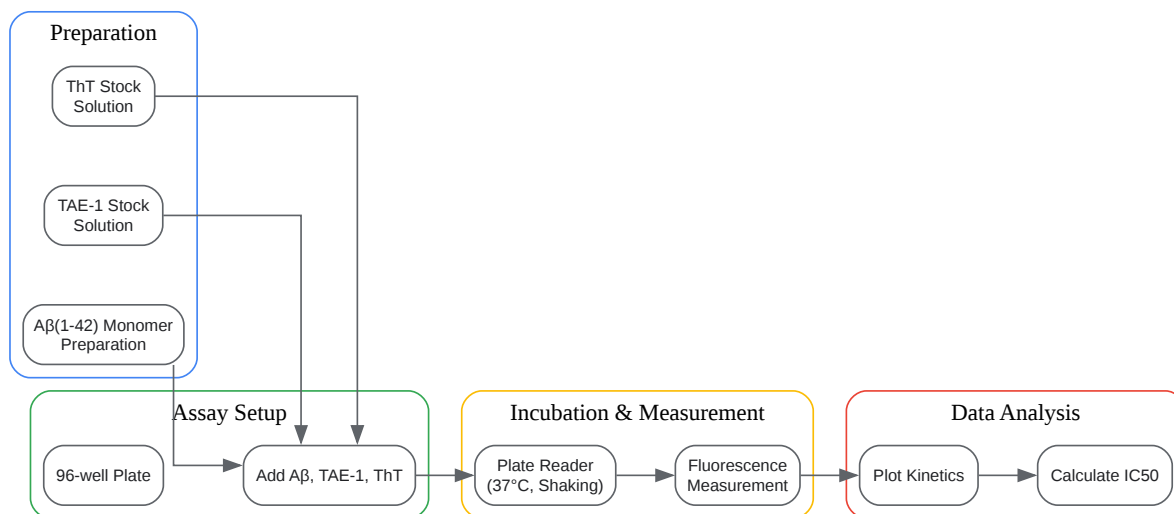 Preparation
ThT Stock
Solution
TAE-1 Stock
Solution
Aβ(1-42) Monomer
Preparation
Assay Setup
96-well Plate
Add Aβ, TAE-1, ThT
Incubation & Measurement
Plate Reader
(37°C, Shaking)
Fluorescence
Measurement
Data Analysis
Plot Kinetics
Calculate IC50